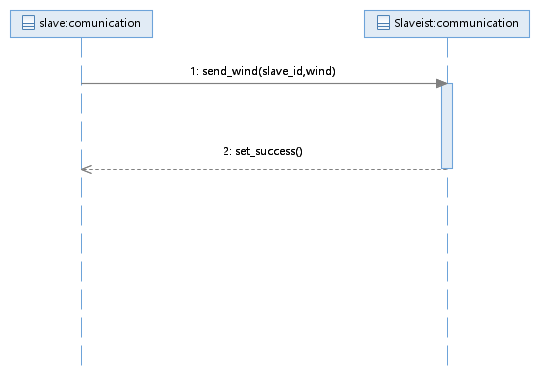 slave:comunication
Slaveist:communication
1: send_wind(slave_id,wind)
2: set_success()